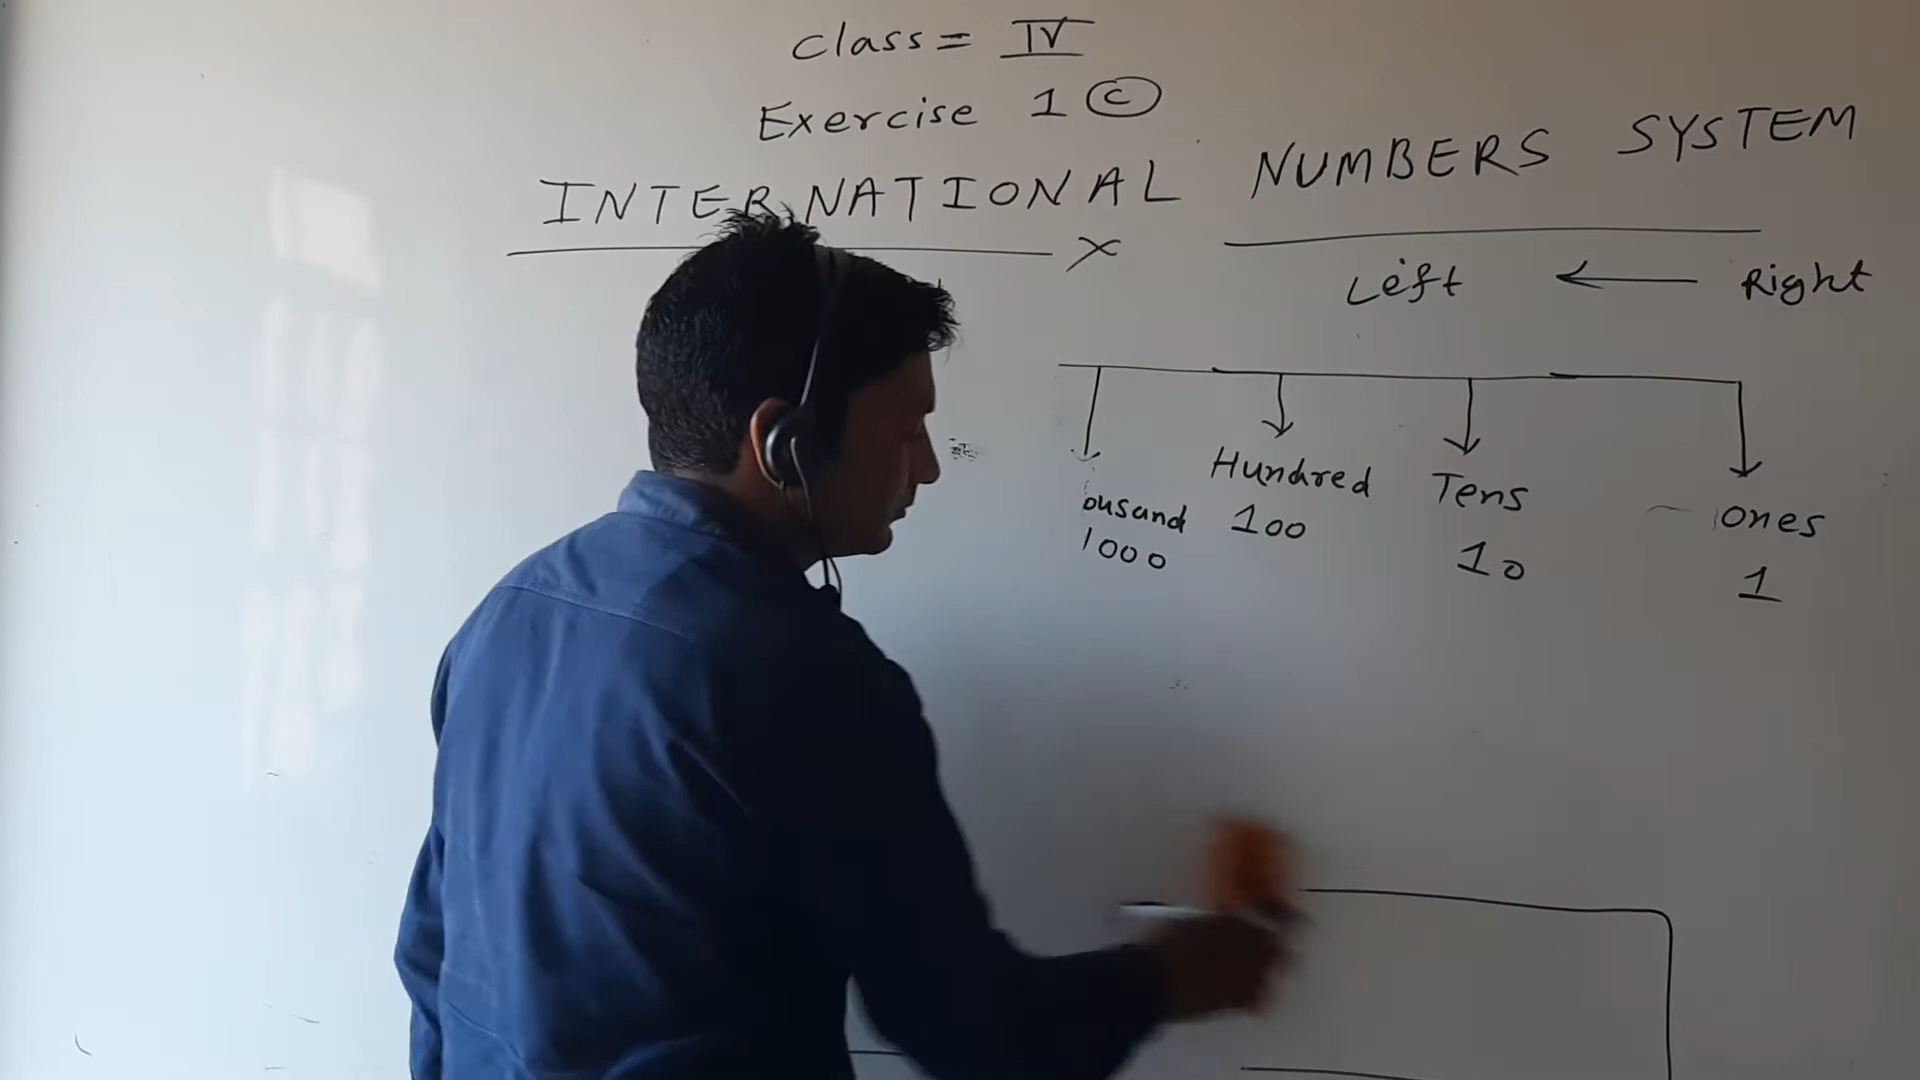 class = IV
Exercise 1 (c)
INTERNATIONAL NUMBERS SYSTEM
x
Left ← Right
ousand Hundred Tens ones
1000 100 10 1